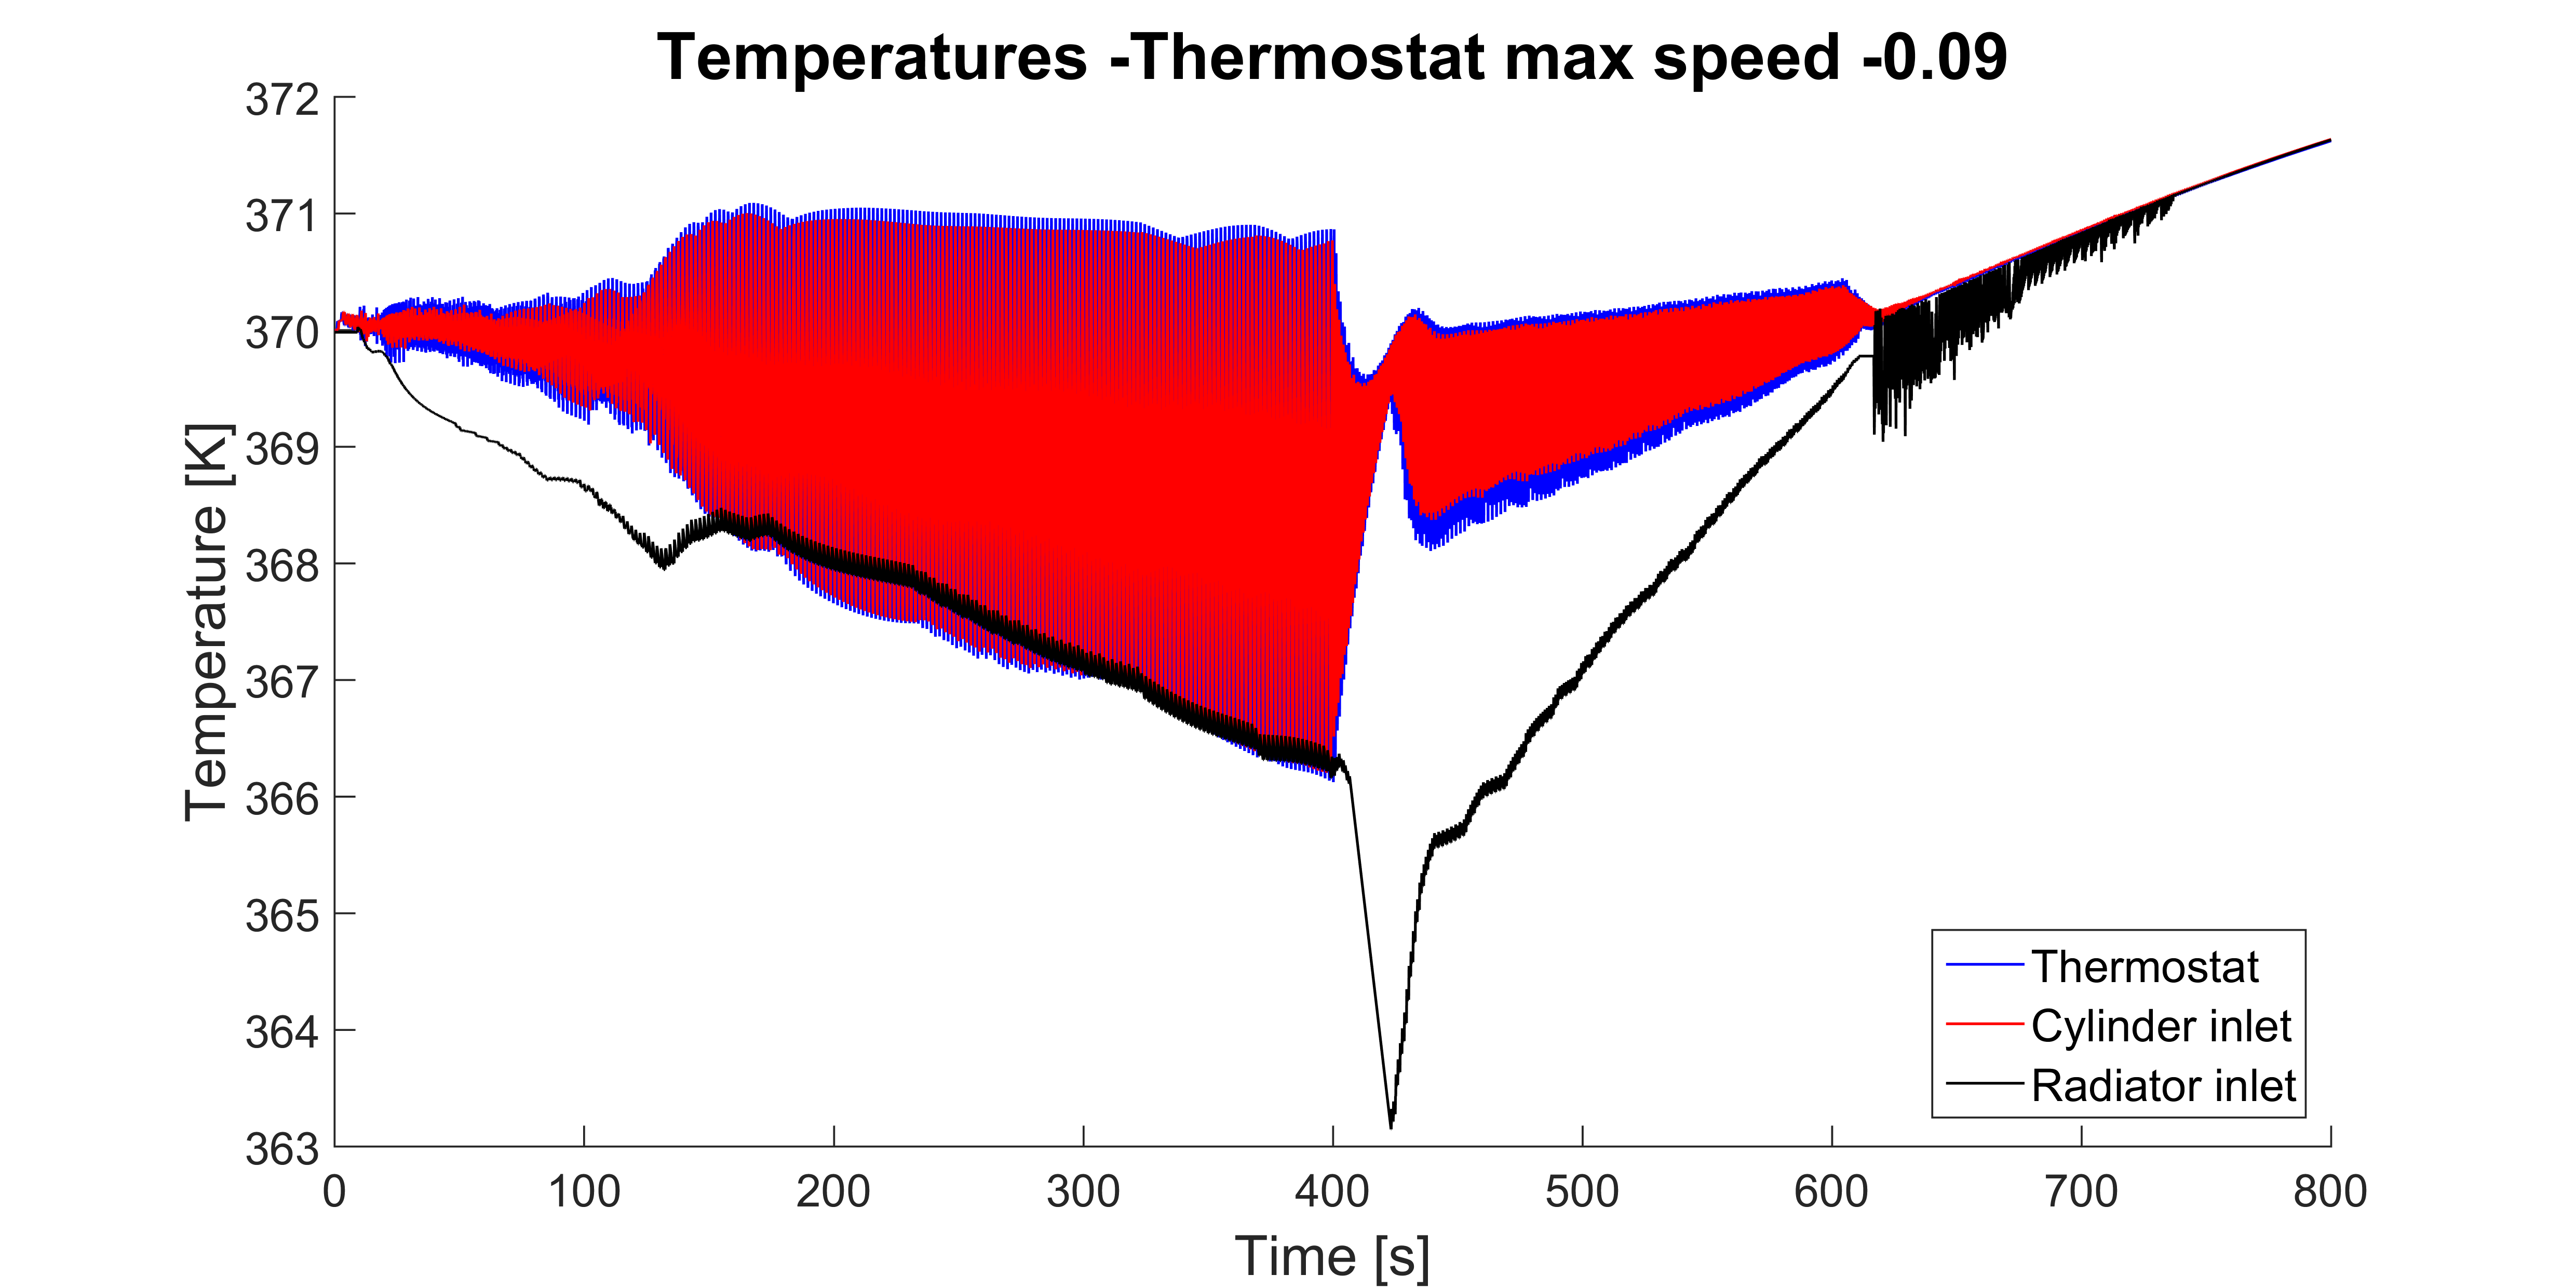 Temperatures -Thermostat max speed -0.09
372
371
370
369
368
367
366
365
364
363
Temperature [K]
0 100 200 300 400 500 600 700 800
Time [s]
Thermostat
Cylinder inlet
Radiator inlet